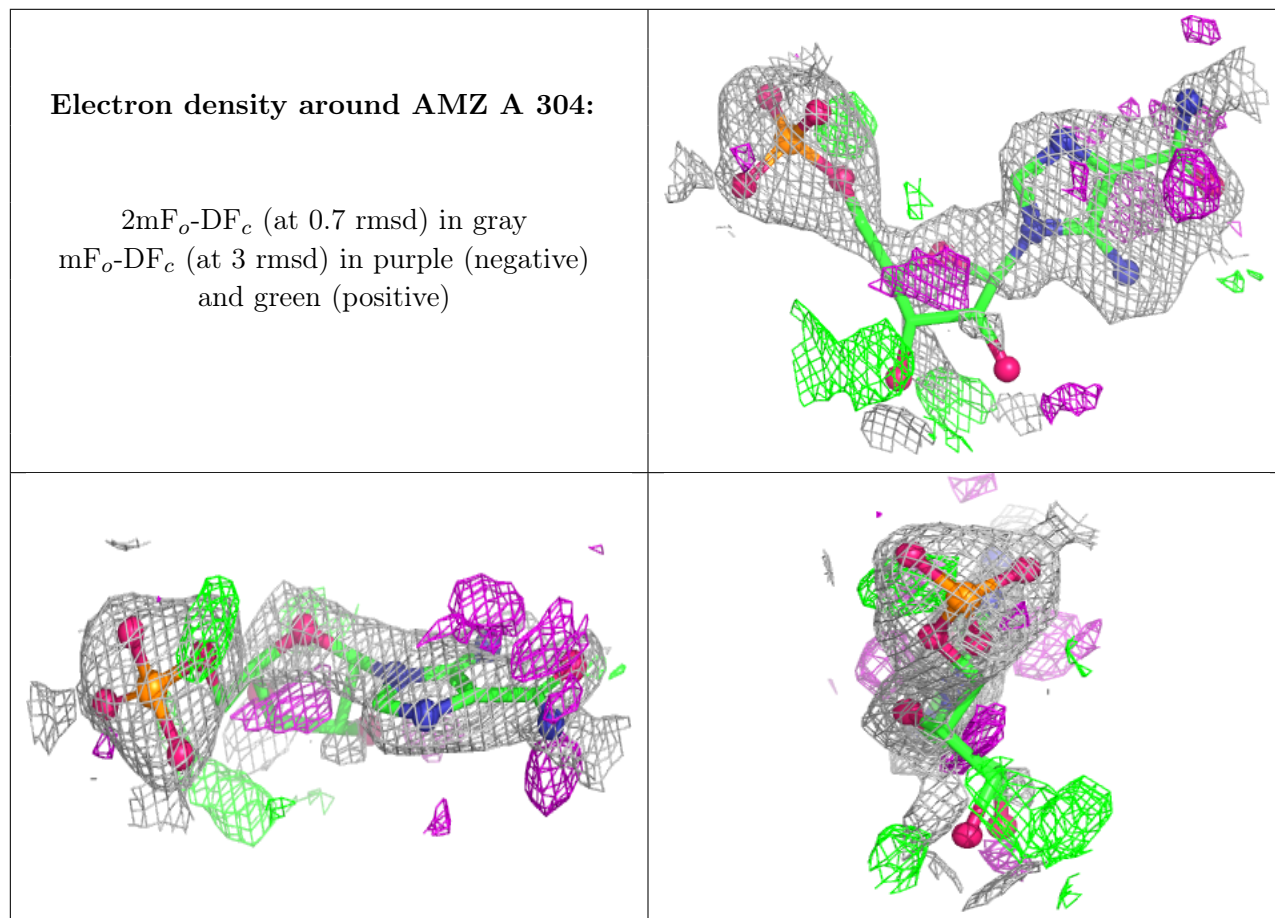 Electron density around AMZ A 304:
2mFo-DFc (at 0.7 rmsd) in gray
mFo-DFc (at 3 rmsd) in purple (negative)
and green (positive)